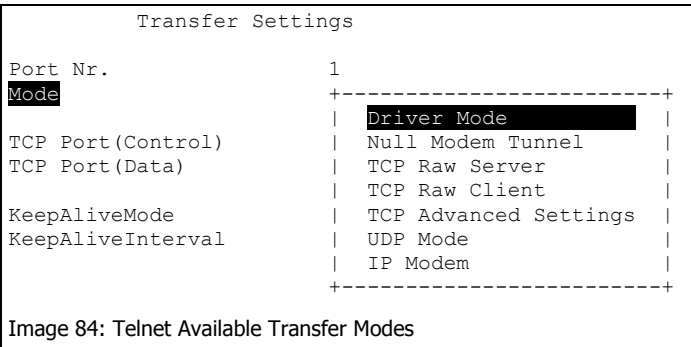 Transfer Settings
Port Nr. 1
Mode +--------------------------+
| Driver Mode |
TCP Port(Control) | Null Modem Tunnel |
TCP Port(Data) | TCP Raw Server |
| TCP Raw Client |
KeepAliveMode | TCP Advanced Settings |
KeepAliveInterval | UDP Mode |
| IP Modem |
+--------------------------+
Image 84: Telnet Available Transfer Modes